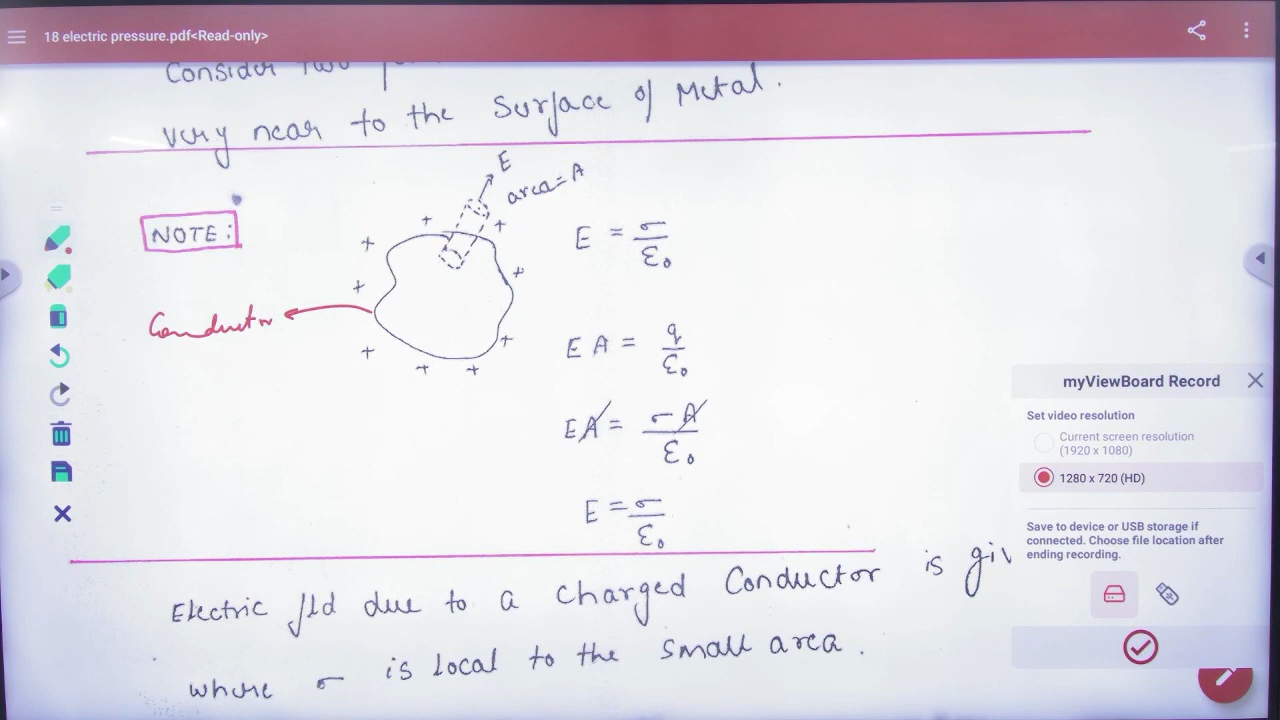 18 electric pressure.pdf<Read-only>
Consider Two
very near to the Surface of Metal.
E
area=A
NOTE:
E = σ/ε₀
Conductor
E A = q/ε₀
EA = σA/ε₀
E = σ/ε₀
Electric fld due to a charged Conductor is giv
where σ is local to the small area.
myViewBoard Record
Set video resolution
Current screen resolution
(1920 x 1080)
1280 x 720 (HD)
Save to device or USB storage if
connected. Choose file location after
ending recording.